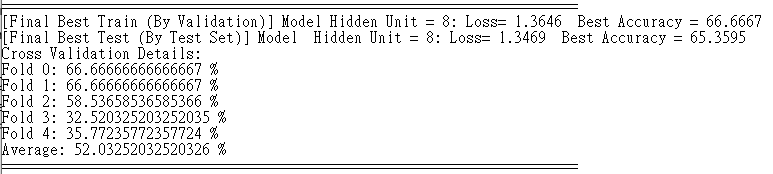 [Final Best Train (By Validation)] Model Hidden Unit = 8: Loss= 1.3646  Best Accuracy = 66.6667
[Final Best Test (By Test Set)] Model  Hidden Unit = 8: Loss= 1.3469  Best Accuracy = 65.3595
Cross Validation Details:
Fold 0: 66.66666666666667 %
Fold 1: 66.66666666666667 %
Fold 2: 58.53658536585366 %
Fold 3: 32.520325203252035 %
Fold 4: 35.77235772357724 %
Average: 52.03252032520326 %